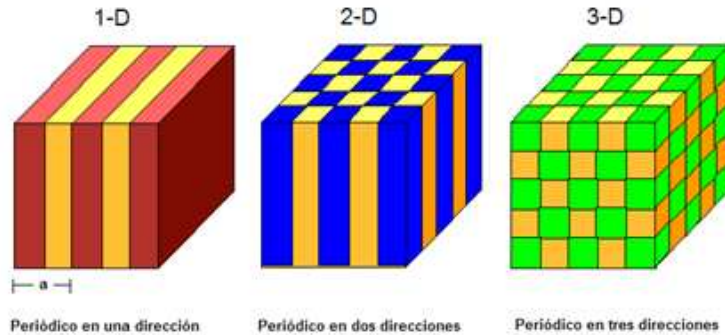 1-D
2-D
3-D
a
Periódico en una dirección
Periódico en dos direcciones
Periódico en tres direcciones